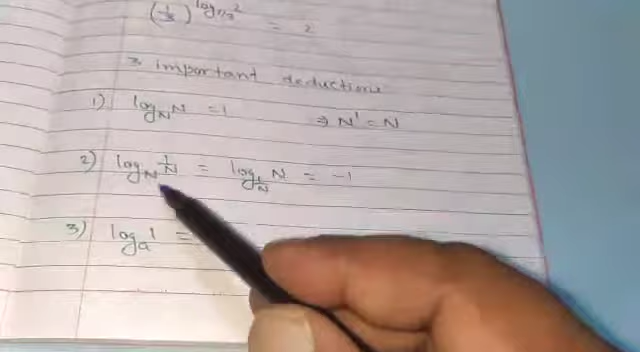 (1/3)^log_{1/3} 2 = 2
3 important deductions
1) log_N N = 1 ⇒ N¹ = N
2) log_N 1/N = log_{1/N} N = -1
3) log_a 1 =